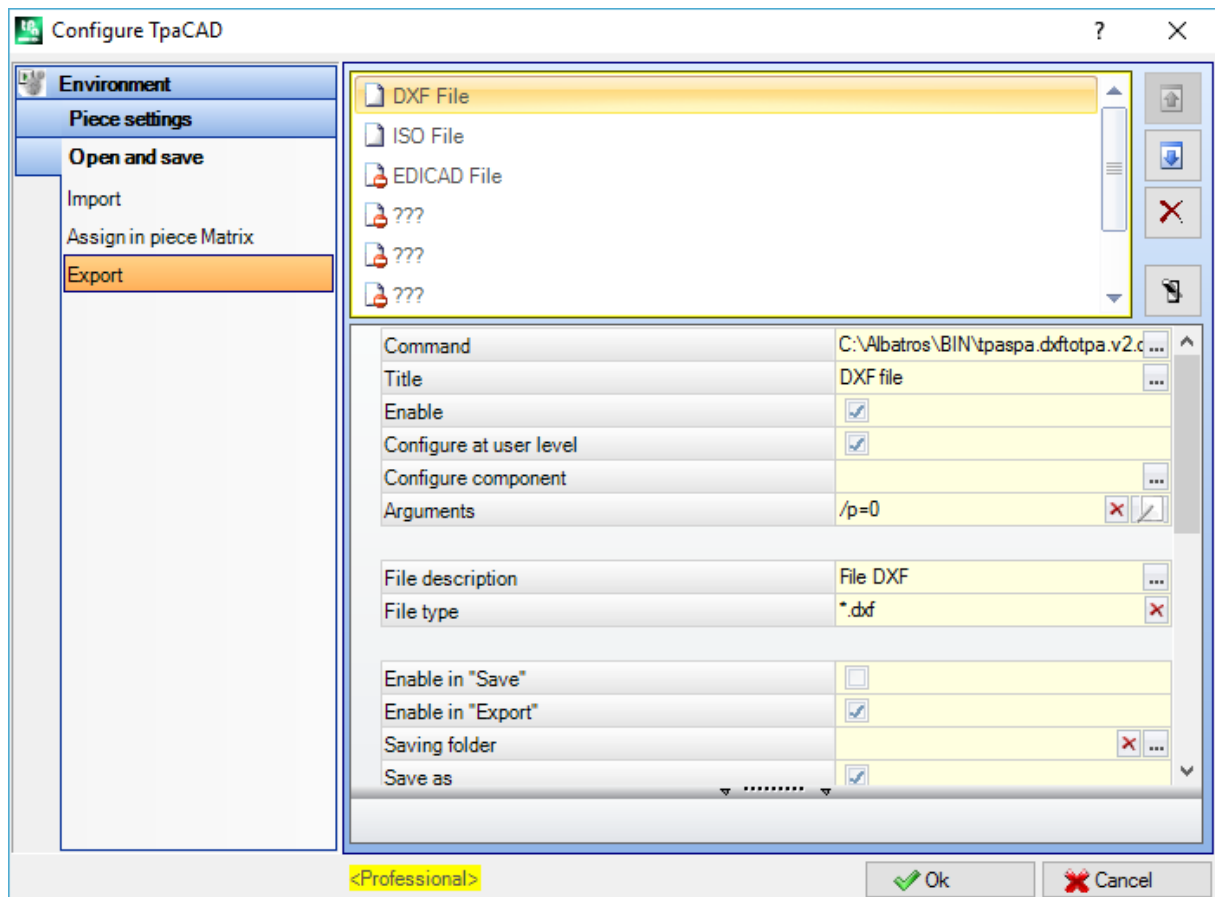 Configure TpaCAD ?
Environment
Piece settings
Open and save
Import
Assign in piece Matrix
Export
DXF File
ISO File
EDICAD File
???
???
???
Command C:\Albatros\BIN\tpaspa.dxftotpa.v2. ...
Title DXF file ...
Enable
Configure at user level
Configure component ...
Arguments /p=0
File description File DXF ...
File type *.dxf
Enable in "Save"
Enable in "Export"
Saving folder ...
Save as
<Professional>
Ok
Cancel